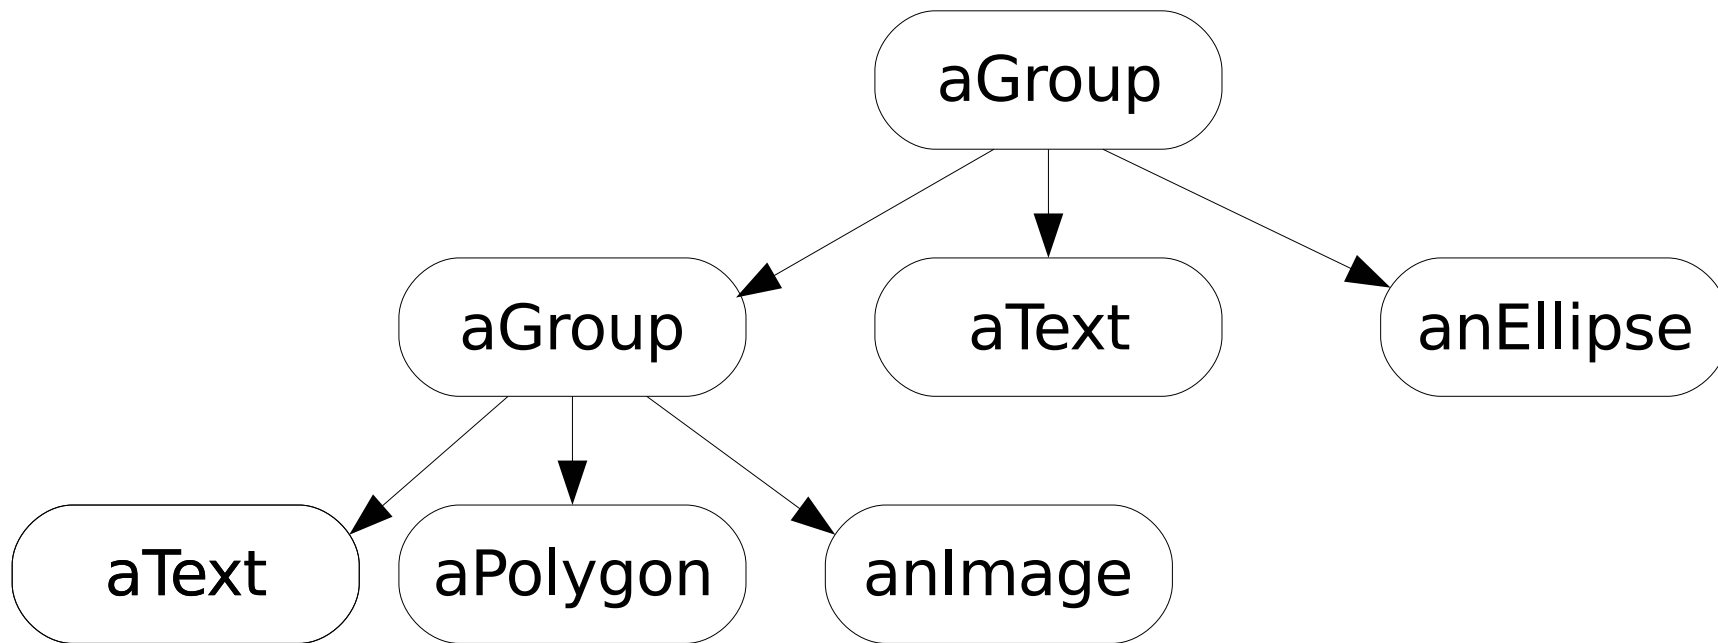 aGroup
aGroup
aText
anEllipse
aText
aPolygon
anImage